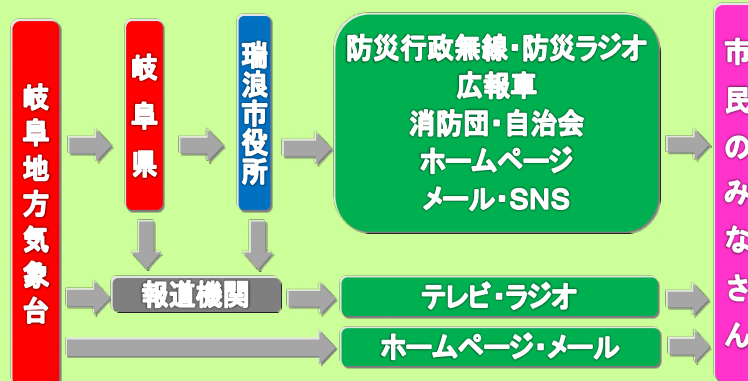 岐阜地方気象台
岐阜県
瑞浪市役所
防災行政無線・防災ラジオ
広報車
消防団・自治会
ホームページ
メール・SNS
報道機関
テレビ・ラジオ
ホームページ・メール
市民のみなさん